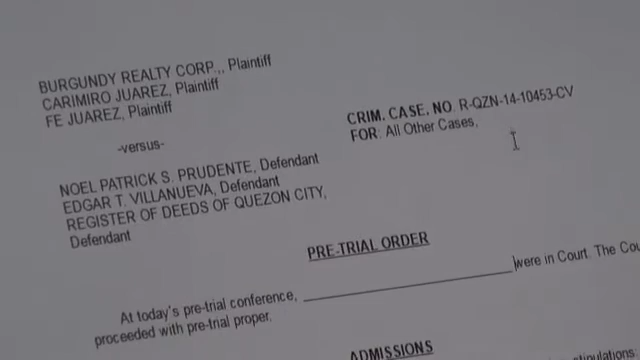 BURGUNDY REALTY CORP.,, Plaintiff
CARIMIRO JUAREZ, Plaintiff
FE JUAREZ, Plaintiff
-versus-
NOEL PATRICK S. PRUDENTE, Defendant
EDGAR T. VILLANUEVA, Defendant
REGISTER OF DEEDS OF QUEZON CITY,
Defendant
CRIM. CASE. NO. R-QZN-14-10453-CV
FOR: All Other Cases,
PRE-TRIAL ORDER
At today's pre-trial conference, were in Court. The Cou
proceeded with pre-trial proper.
ADMISSIONS
stipulations: